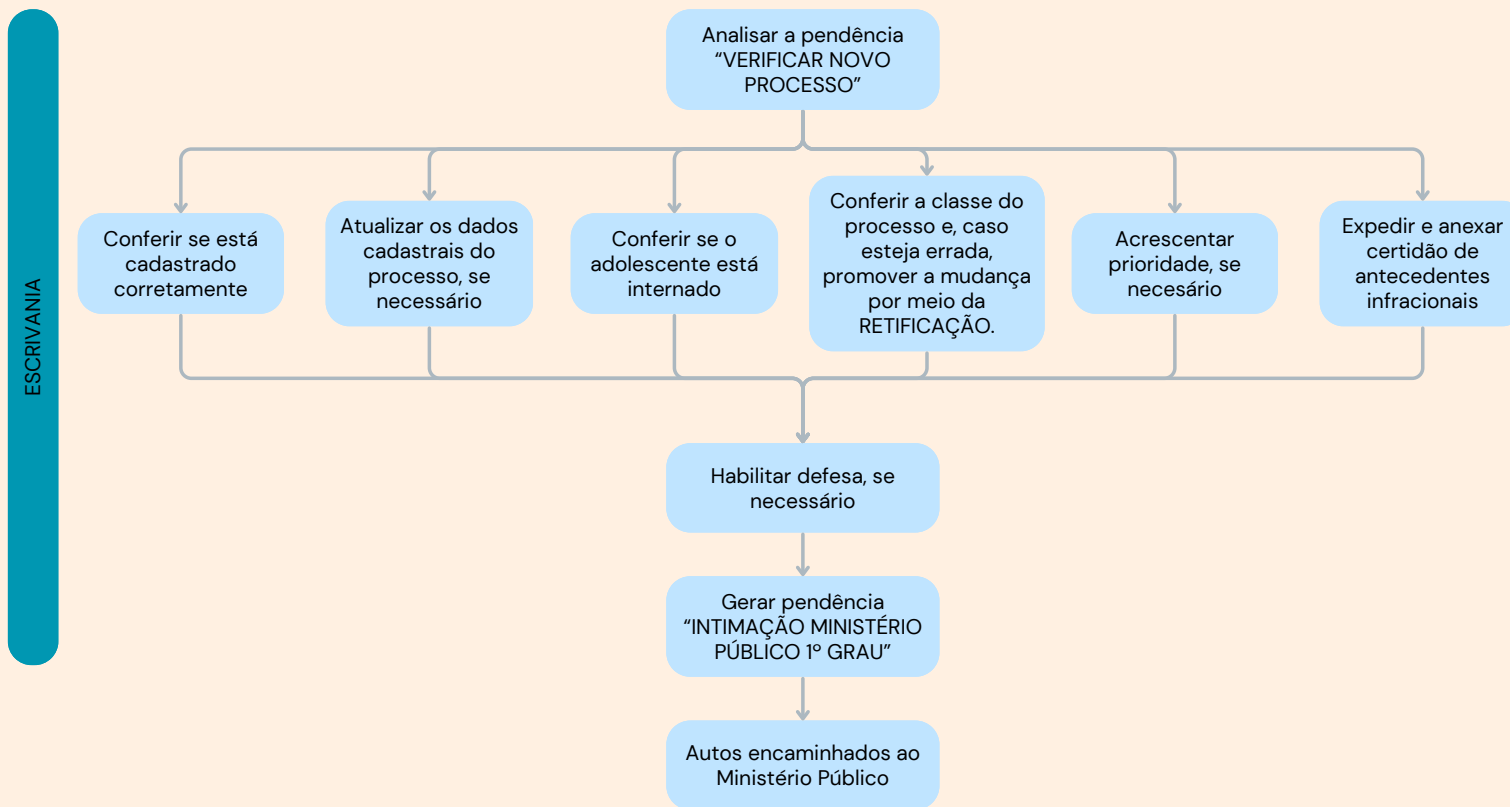 ESCRIVANIA
Analisar a pendência
“VERIFICAR NOVO
PROCESSO”
Conferir se está
cadastrado
corretamente
Atualizar os dados
cadastrais do
processo, se
necessário
Conferir se o
adolescente está
internado
Conferir a classe do
processo e, caso
esteja errada,
promover a mudança
por meio da
RETIFICAÇÃO.
Acrescentar
prioridade, se
necesário
Expedir e anexar
certidão de
antecedentes
infracionais
Habilitar defesa, se
necessário
Gerar pendência
“INTIMAÇÃO MINISTÉRIO
PÚBLICO 1º GRAU”
Autos encaminhados ao
Ministério Público